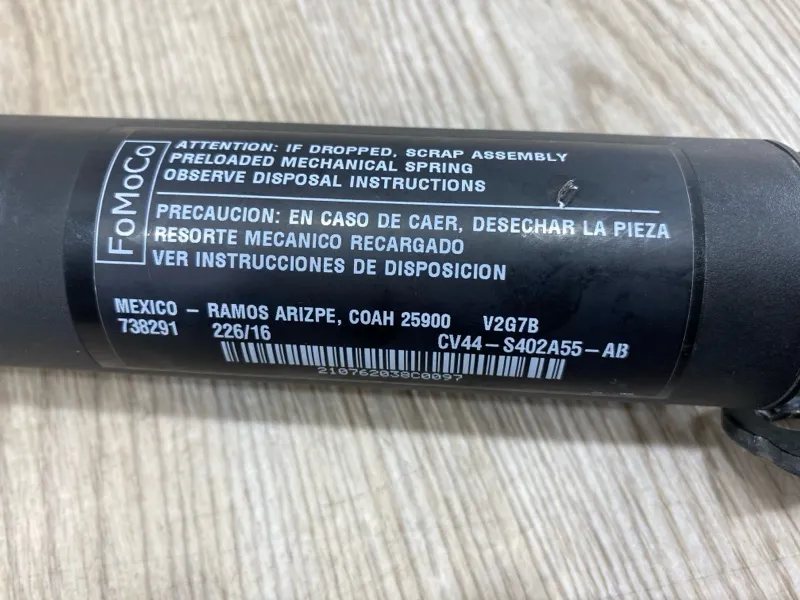 FoMoCo
ATTENTION: IF DROPPED, SCRAP ASSEMBLY
PRELOADED MECHANICAL SPRING
OBSERVE DISPOSAL INSTRUCTIONS
PRECAUCION: EN CASO DE CAER, DESECHAR LA PIEZA
RESORTE MECANICO RECARGADO
VER INSTRUCCIONES DE DISPOSICION
MEXICO – RAMOS ARIZPE, COAH 25900 V2G7B
738291 226/16 CV44–S402A55–AB
210762038C0097